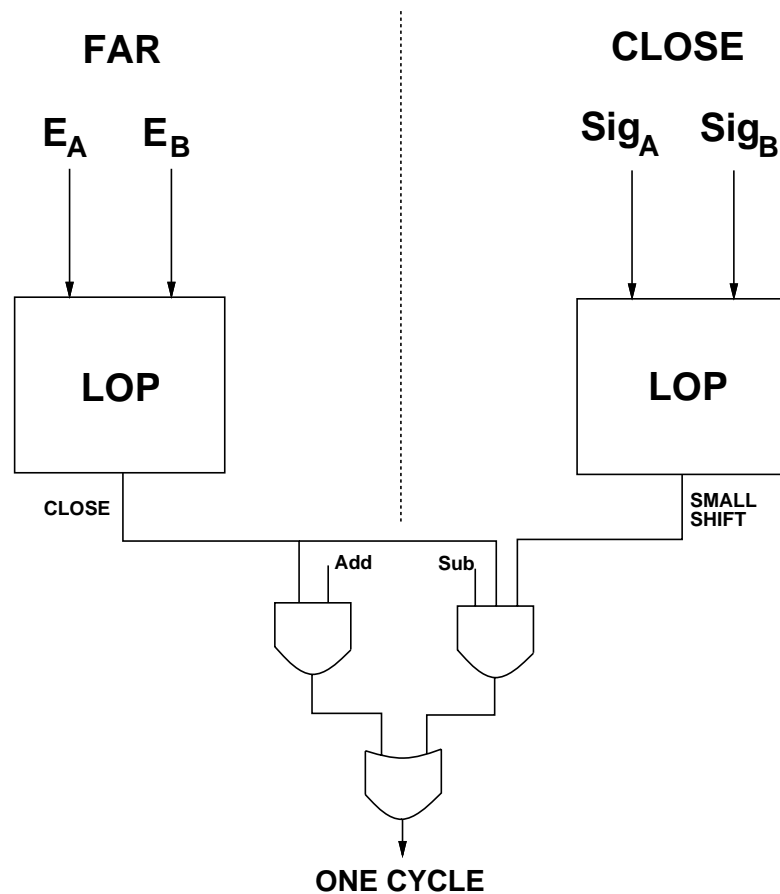 FAR
CLOSE
E_A E_B
Sig_A Sig_B
LOP
LOP
CLOSE
SMALL
SHIFT
Add
Sub
ONE CYCLE